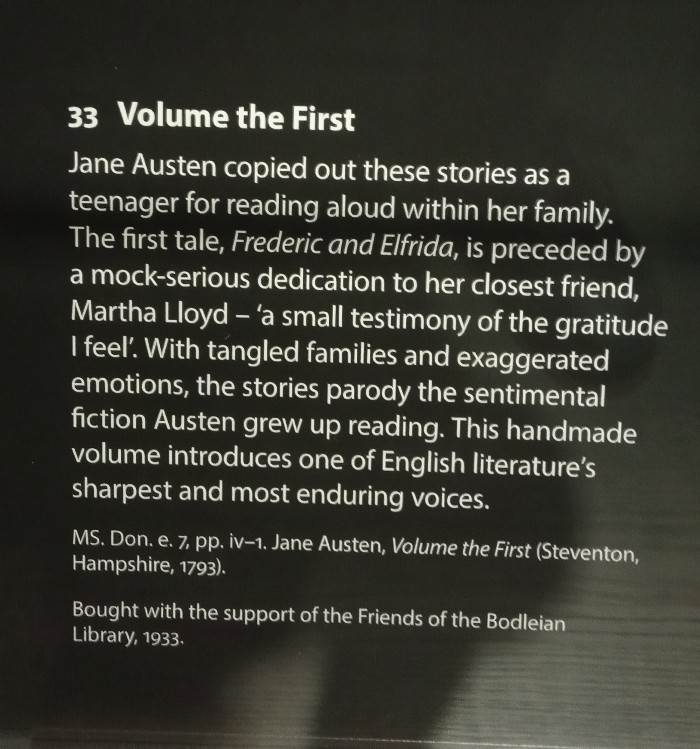 33 Volume the First
Jane Austen copied out these stories as a
teenager for reading aloud within her family.
The first tale, Frederic and Elfrida, is preceded by
a mock-serious dedication to her closest friend,
Martha Lloyd – ‘a small testimony of the gratitude
I feel’. With tangled families and exaggerated
emotions, the stories parody the sentimental
fiction Austen grew up reading. This handmade
volume introduces one of English literature’s
sharpest and most enduring voices.
MS. Don. e. 7, pp. iv–1. Jane Austen, Volume the First (Steventon,
Hampshire, 1793).
Bought with the support of the Friends of the Bodleian
Library, 1933.